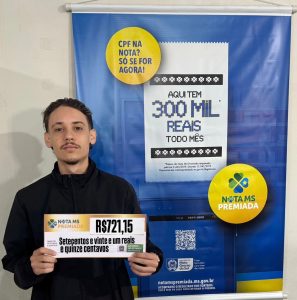 CPF NA
NOTA?
SÓ SE FOR
AGORA!
AQUI TEM
300 MIL
REAIS
TODO MÊS
NOTA MS
PREMIADA
NOTA MS
PREMIADA
R$721,15
Setepentos e vinte e um reais
e quinze centavos
notamspremiada.ms.gov.br